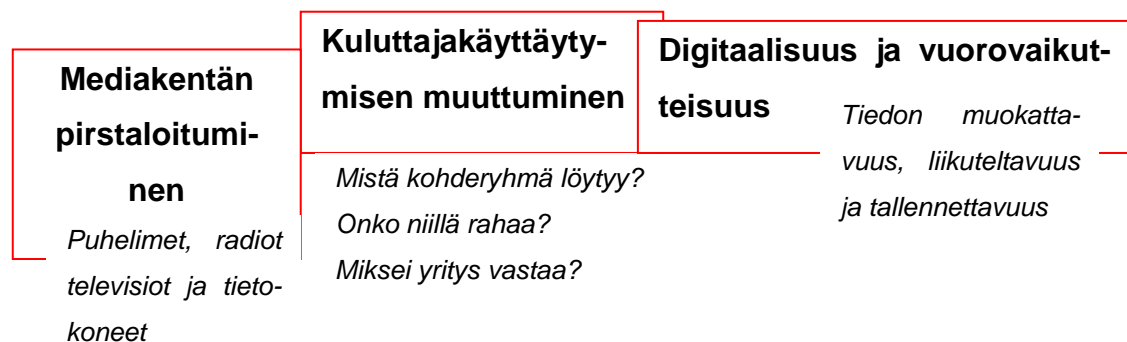 Mediakentän
pirstaloitumi-
nen
Puhelimet, radiot
televisiot ja tieto-
koneet
Kuluttajakäyttäyty-
misen muuttuminen
Mistä kohderyhmä löytyy?
Onko niillä rahaa?
Miksei yritys vastaa?
Digitaalisuus ja vuorovaikut-
teisuus
Tiedon muokatta-
vuus, liikuteltavuus
ja tallennettavuus